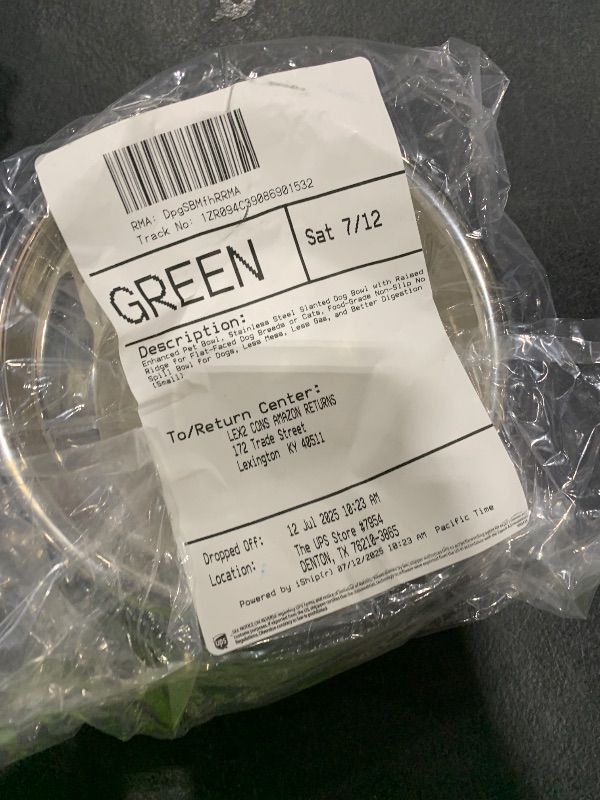 RMA: DpgSBMfhRRMA
Track No: 1ZR094C39086901532
GREEN
Sat 7/12
Description:
Enhanced Pet Bowl, Stainless Steel Slanted Dog Bowl with Raised
Ridge for Flat-Faced Dog Breeds or Cats, Food-Grade Non-Slip No
Spill Bowl for Dogs, Less Mess, Less Gas, and Better Digestion
(Small)
To/Return Center:
LEX2 CONS AMAZON RETURNS
172 Trade Street
Lexington KY 40511
Dropped Off: 12 Jul 2025 10:23 AM
Location: The UPS Store #7954
DENTON, TX 76210-3865
Powered by iShip(r) 07/12/2025 10:23 AM Pacific Time
ups